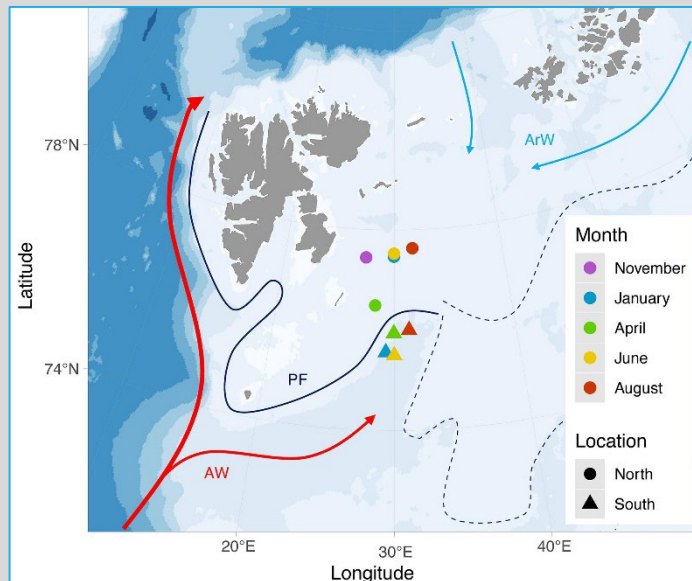 78°N
ArW
Latitude
74°N
PF
AW
20°E
30°E
40°E
Longitude
Month
November
January
April
June
August
Location
North
South